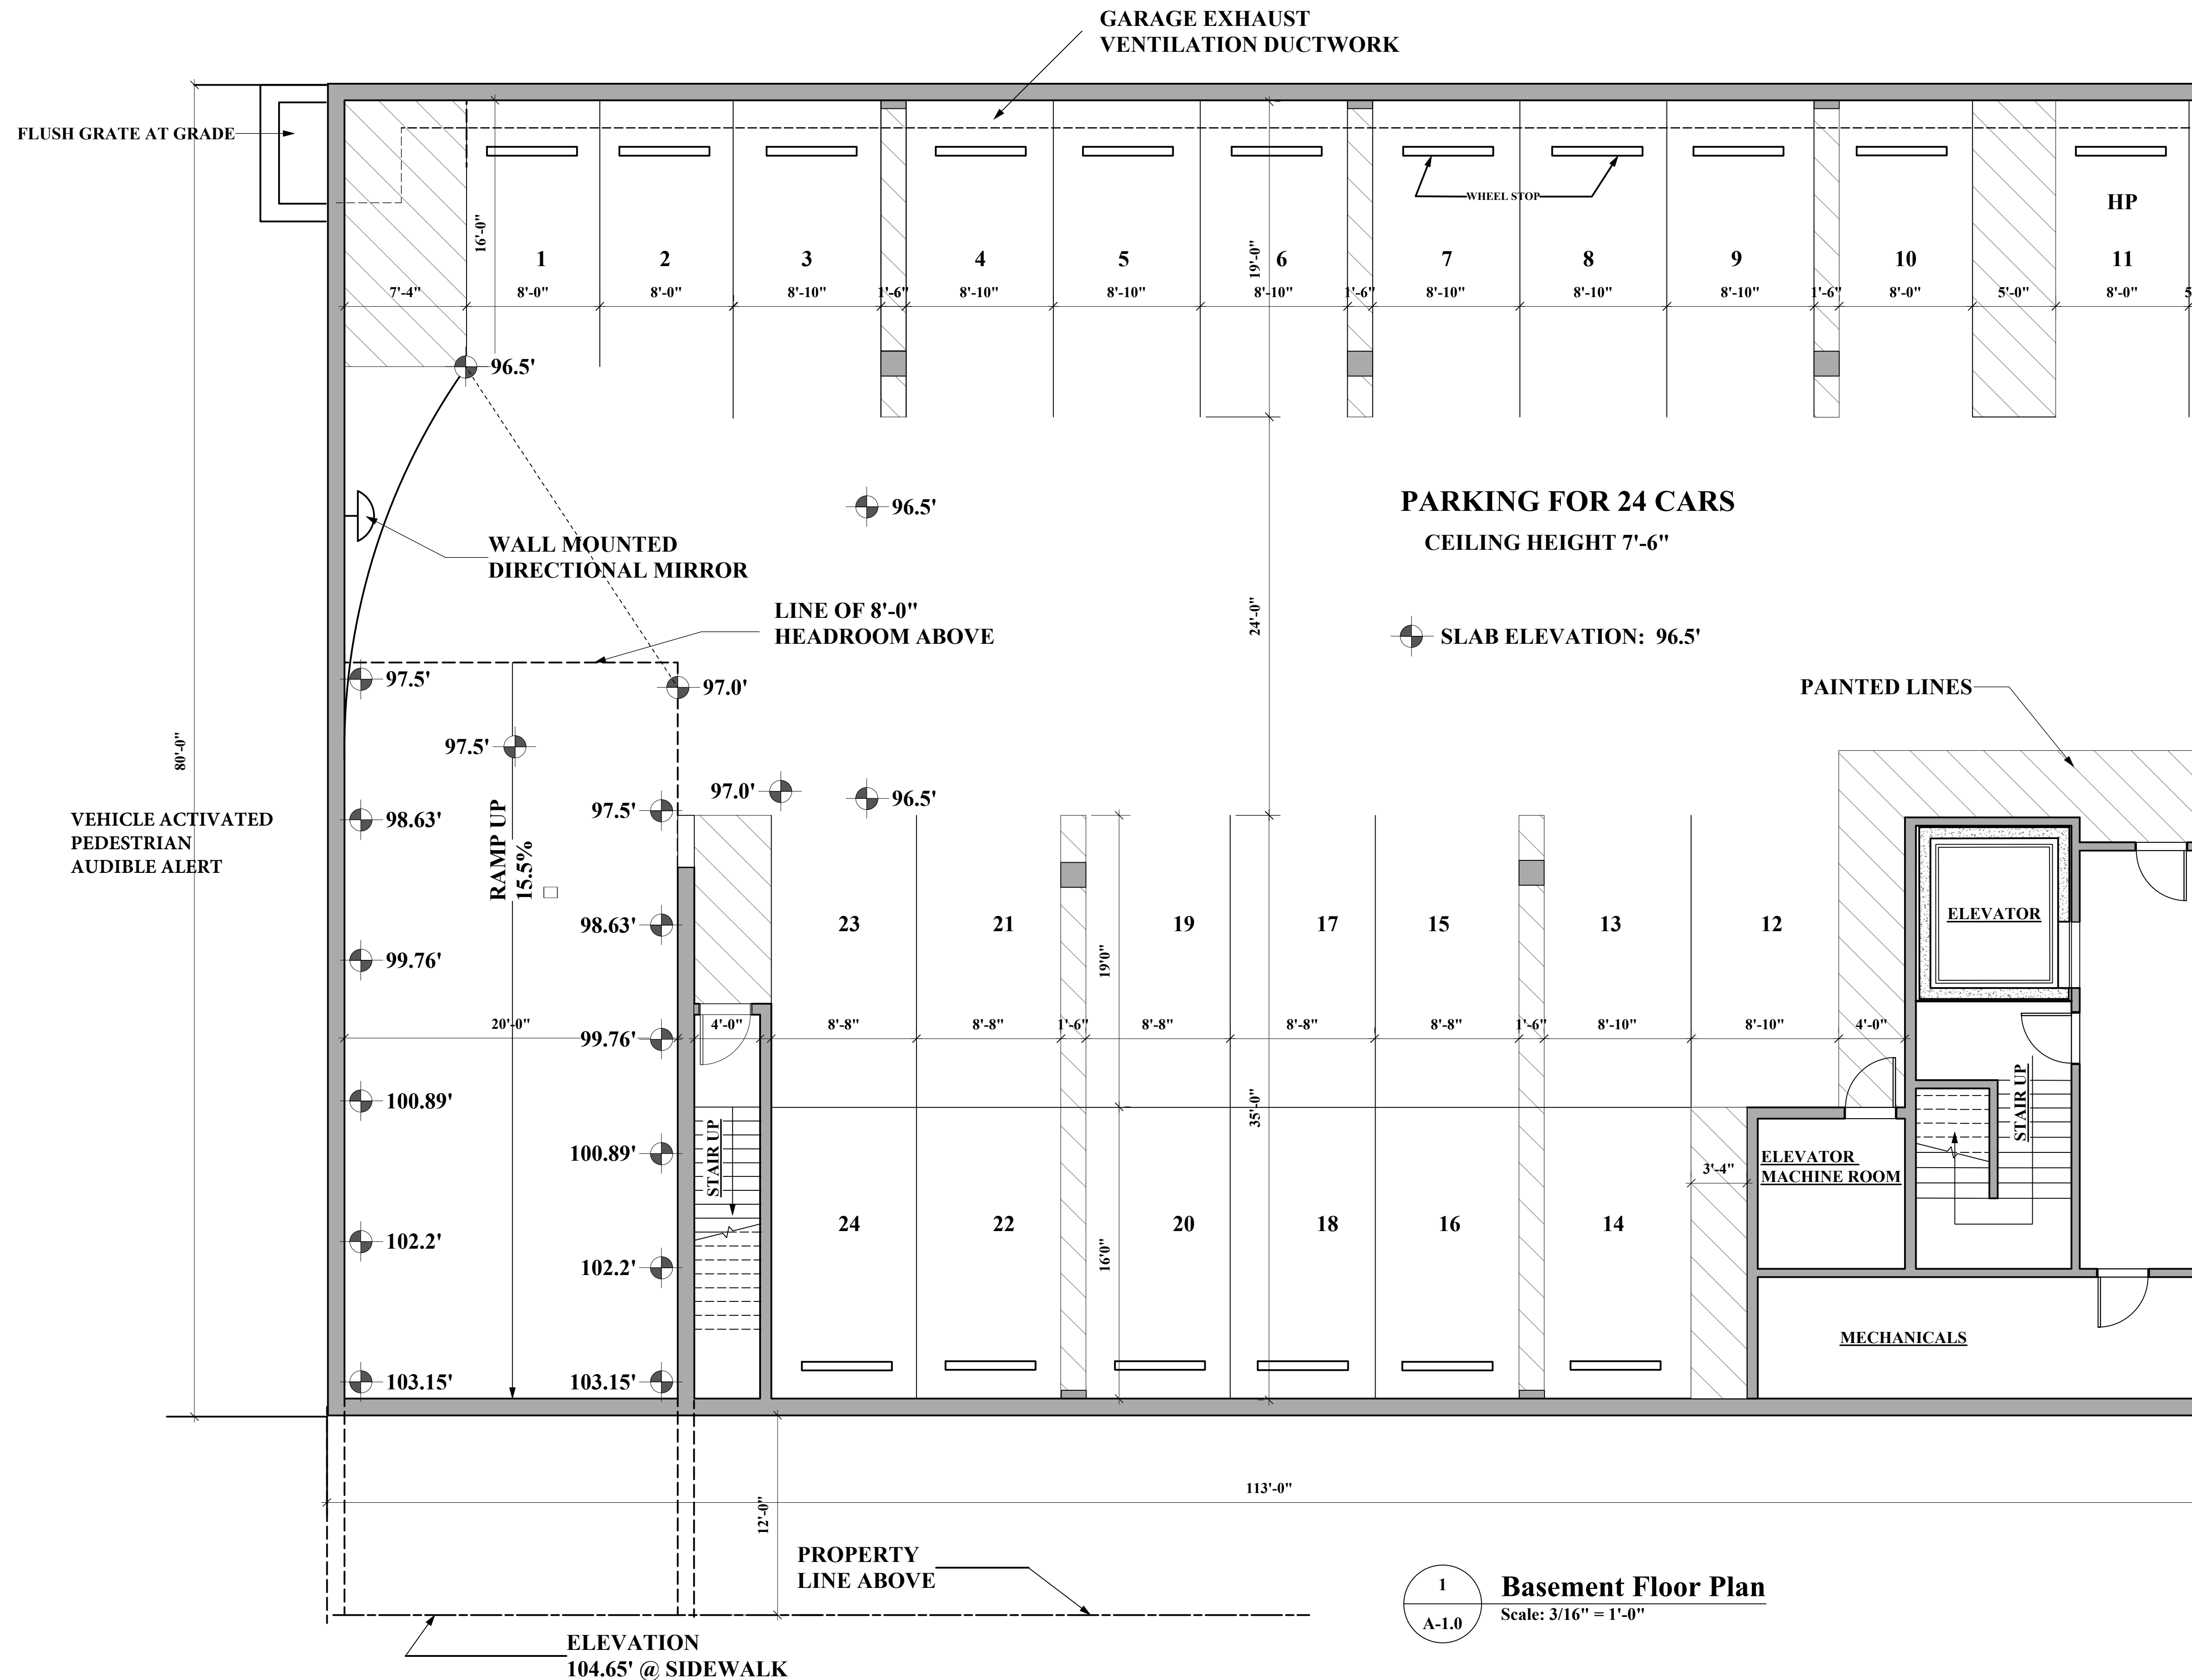 GARAGE EXHAUST
VENTILATION DUCTWORK
FLUSH GRATE AT GRADE
WHEEL STOP
HP
16'-0"
19'-0"
1
2
3
4
5
6
7
8
9
10
11
7'-4"
8'-0"
8'-0"
8'-10"
1'-6"
8'-10"
8'-10"
8'-10"
1'-6"
8'-10"
8'-10"
8'-10"
1'-6"
8'-0"
5'-0"
8'-0"
5
96.5'
96.5'
PARKING FOR 24 CARS
CEILING HEIGHT 7'-6"
WALL MOUNTED
DIRECTIONAL MIRROR
LINE OF 8'-0"
HEADROOM ABOVE
24'-0"
SLAB ELEVATION: 96.5'
97.5'
97.0'
PAINTED LINES
80'-0"
97.5'
97.0'
96.5'
97.5'
VEHICLE ACTIVATED
PEDESTRIAN
AUDIBLE ALERT
98.63'
RAMP UP
15.5%
98.63'
23
21
19
17
15
13
12
ELEVATOR
99.76'
19'0"
20'-0"
99.76'
4'-0"
8'-8"
8'-8"
1'-6"
8'-8"
8'-8"
8'-8"
1'-6"
8'-10"
8'-10"
4'-0"
100.89'
35'-0"
STAIR UP
100.89'
STAIR UP
ELEVATOR
MACHINE ROOM
3'-4"
24
22
20
18
16
14
102.2'
16'0"
102.2'
MECHANICALS
103.15'
103.15'
113'-0"
12'-0"
PROPERTY
LINE ABOVE
1
A-1.0
Basement Floor Plan
Scale: 3/16" = 1'-0"
ELEVATION
104.65' @ SIDEWALK